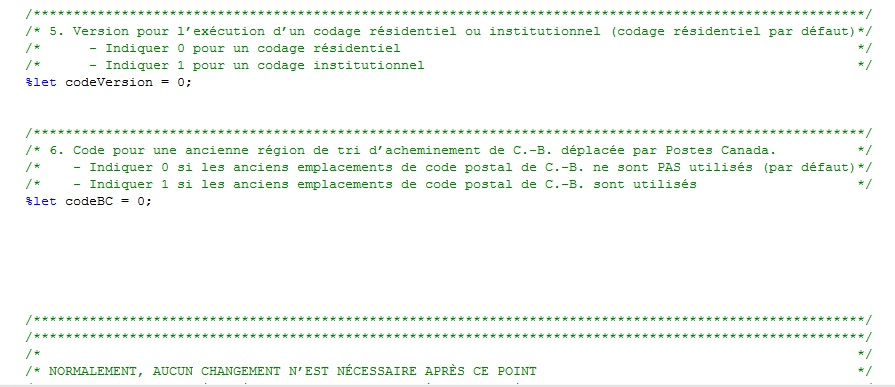 /*************************************************************************************************************/
/* 5. Version pour l’exécution d’un codage résidentiel ou institutionnel (codage résidentiel par défaut)*/
/*      - Indiquer 0 pour un codage résidentiel */
/*      - Indiquer 1 pour un codage institutionnel */
%let codeVersion = 0;
/*************************************************************************************************************/
/* 6. Code pour une ancienne région de tri d’acheminement de C.-B. déplacée par Postes Canada. */
/*    - Indiquer 0 si les anciens emplacements de code postal de C.-B. ne sont PAS utilisés (par défaut)*/
/*    - Indiquer 1 si les anciens emplacements de code postal de C.-B. sont utilisés */
%let codeBC = 0;
/*************************************************************************************************************/
/*************************************************************************************************************/
/* */
/* NORMALEMENT, AUCUN CHANGEMENT N’EST NÉCESSAIRE APRÈS CE POINT */